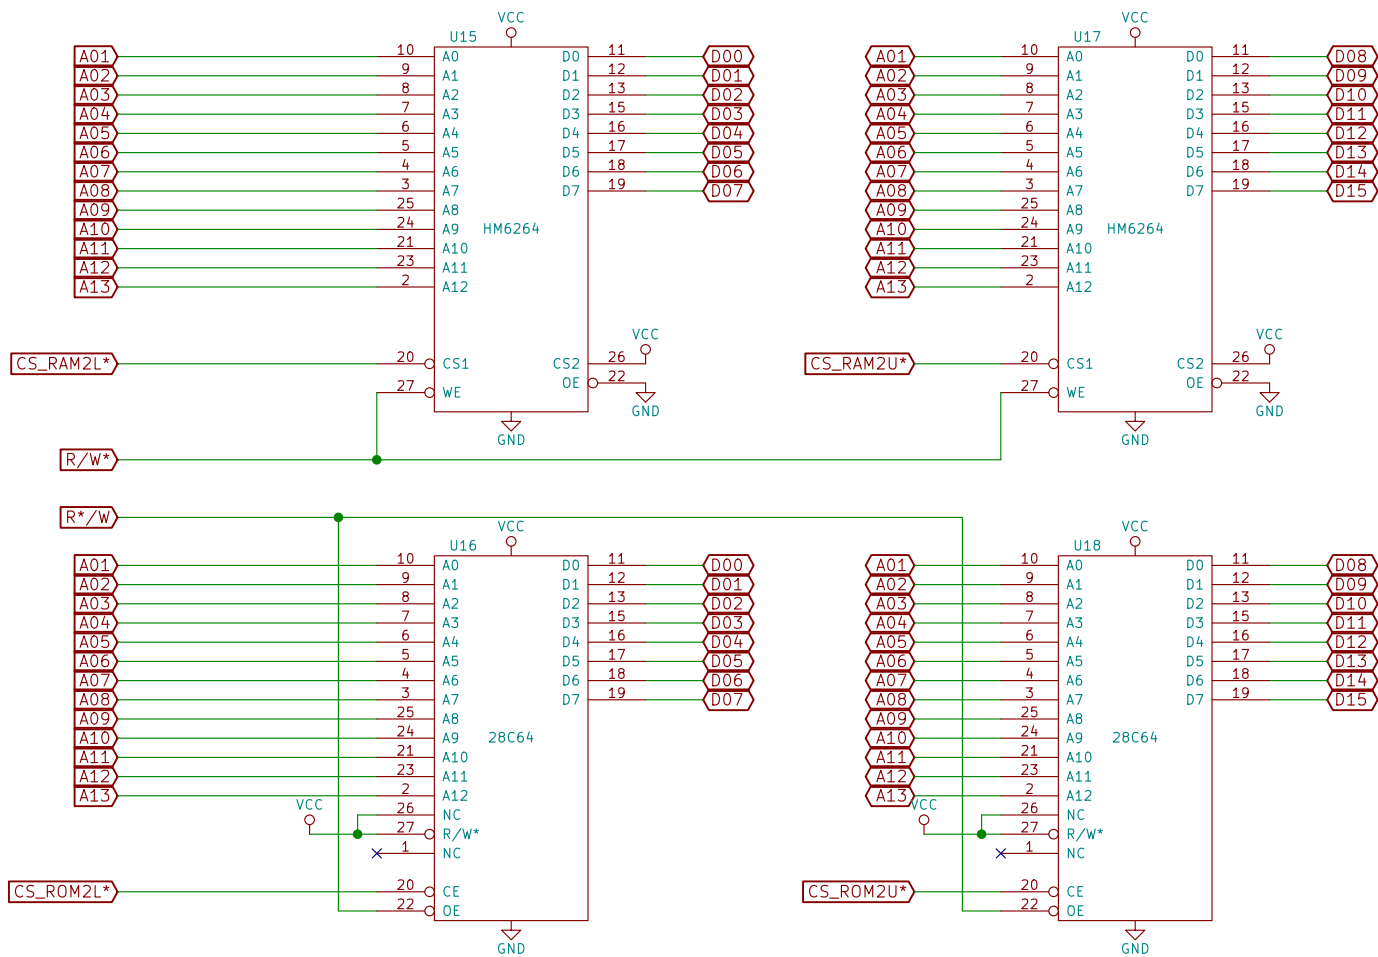 VCC VCC
U15 U17
A01 10 A0 D0 11 D00 A01 10 A0 D0 11 D08
A02 9 A1 D1 12 D01 A02 9 A1 D1 12 D09
A03 8 A2 D2 13 D02 A03 8 A2 D2 13 D10
A04 7 A3 D3 15 D03 A04 7 A3 D3 15 D11
A05 6 A4 D4 16 D04 A05 6 A4 D4 16 D12
A06 5 A5 D5 17 D05 A06 5 A5 D5 17 D13
A07 4 A6 D6 18 D06 A07 4 A6 D6 18 D14
A08 3 A7 D7 19 D07 A08 3 A7 D7 19 D15
A09 25 A8 A09 25 A8
A10 24 A9 HM6264 A10 24 A9 HM6264
A11 21 A10 A11 21 A10
A12 23 A11 A12 23 A11
A13 2 A12 A13 2 A12
VCC VCC
CS_RAM2L* 20 CS1 CS2 26 CS_RAM2U* 20 CS1 CS2 26
OE 22 OE 22
27 WE 27 WE
GND GND
GND GND
R/W*
R*/W
VCC VCC
U16 U18
A01 10 A0 D0 11 D00 A01 10 A0 D0 11 D08
A02 9 A1 D1 12 D01 A02 9 A1 D1 12 D09
A03 8 A2 D2 13 D02 A03 8 A2 D2 13 D10
A04 7 A3 D3 15 D03 A04 7 A3 D3 15 D11
A05 6 A4 D4 16 D04 A05 6 A4 D4 16 D12
A06 5 A5 D5 17 D05 A06 5 A5 D5 17 D13
A07 4 A6 D6 18 D06 A07 4 A6 D6 18 D14
A08 3 A7 D7 19 D07 A08 3 A7 D7 19 D15
A09 25 A8 A09 25 A8
A10 24 A9 28C64 A10 24 A9 28C64
A11 21 A10 A11 21 A10
A12 23 A11 A12 23 A11
A13 2 A12 A13 2 A12
VCC VCC
26 NC 26 NC
27 R/W* 27 R/W*
1 NC 1 NC
CS_ROM2L* 20 CE CS_ROM2U* 20 CE
22 OE 22 OE
GND GND